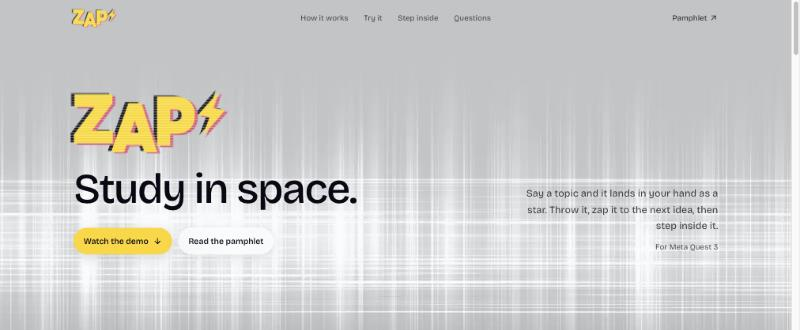 ZAP
How it works
Try it
Step inside
Questions
Pamphlet ↗
ZAP
Study in space.
Watch the demo ↓
Read the pamphlet
Say a topic and it lands in your hand as a
star. Throw it, zap it to the next idea, then
step inside it.
For Meta Quest 3